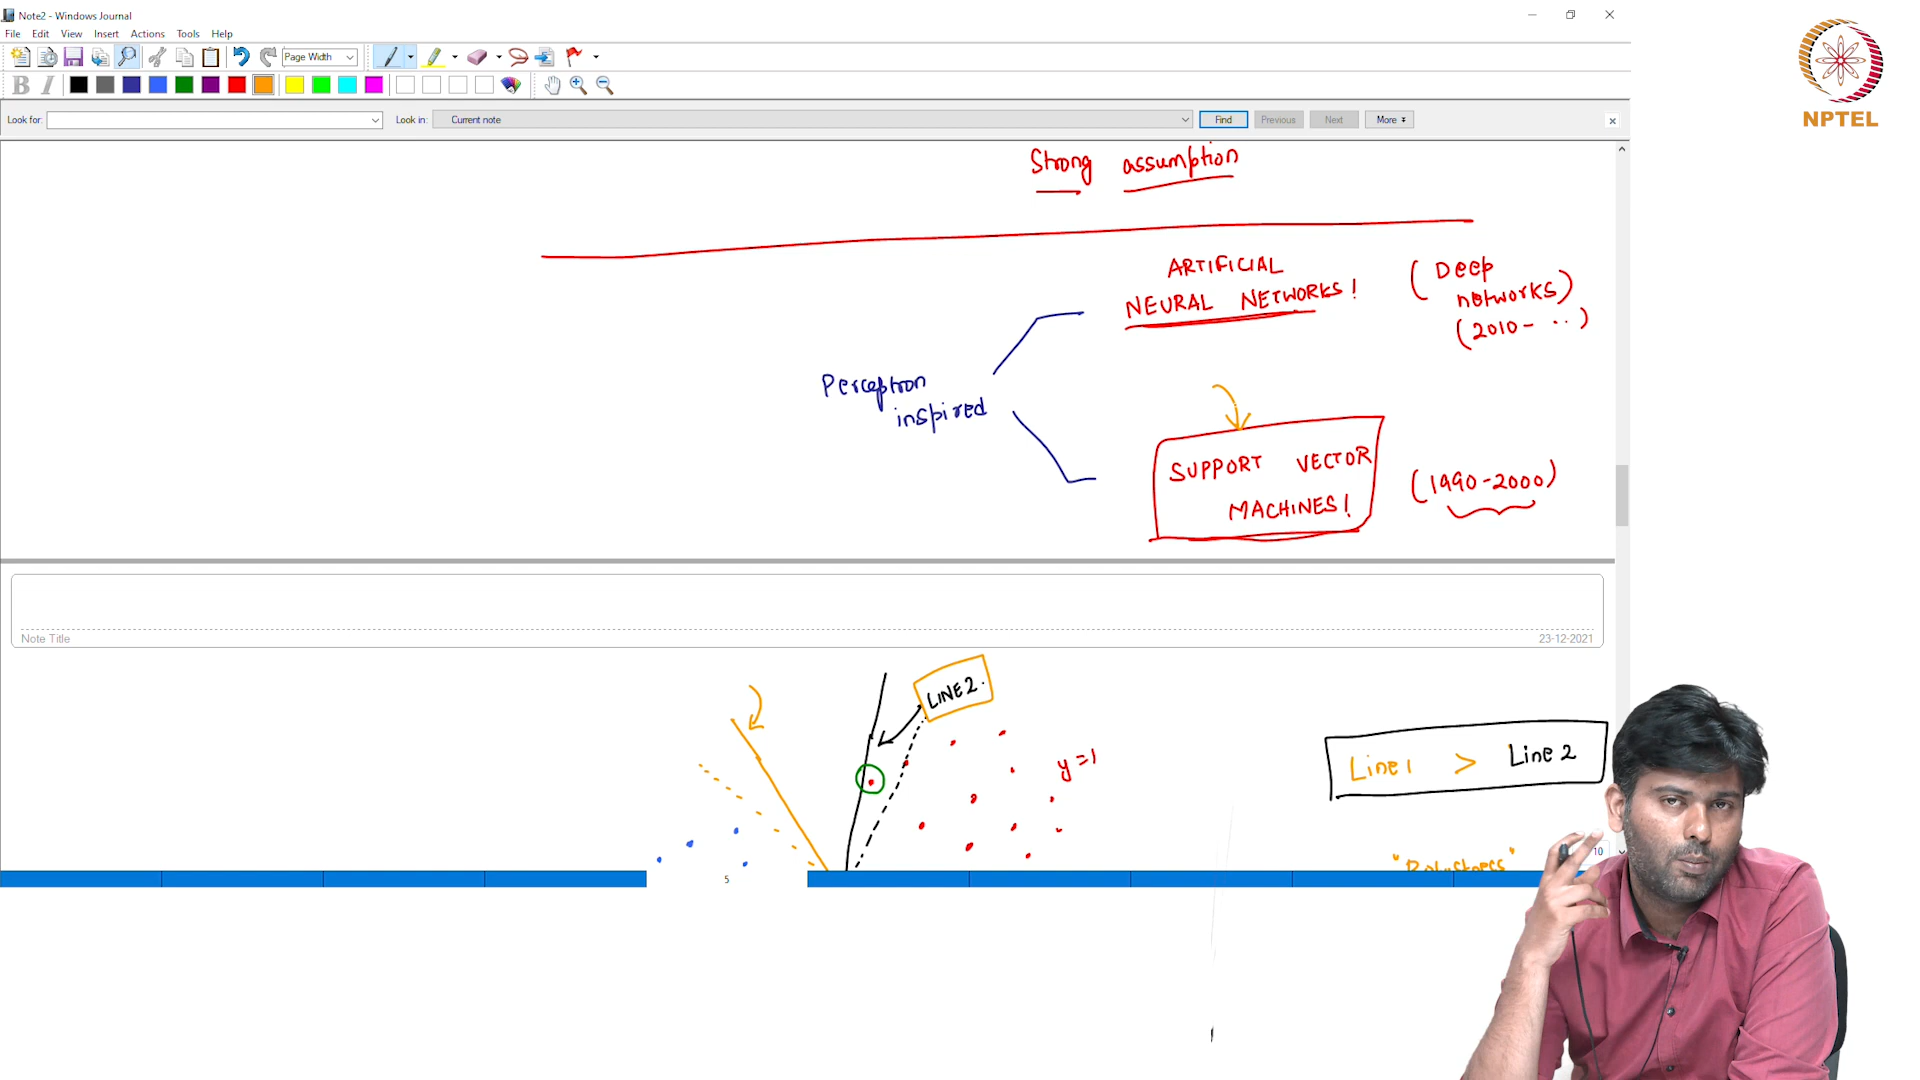 Note2 - Windows Journal
File Edit View Insert Actions Tools Help
Page Width
B I
Look for: Look in: Current note Find Previous Next More
NPTEL
Strong assumption
ARTIFICIAL
NEURAL NETWORKS!
(Deep
networks)
(2010- ..)
Perceptron
inspired
SUPPORT VECTOR
MACHINES!
(1990-2000)
Note Title
23-12-2021
LINE 2.
y=1
Line 1 > Line 2
10
5